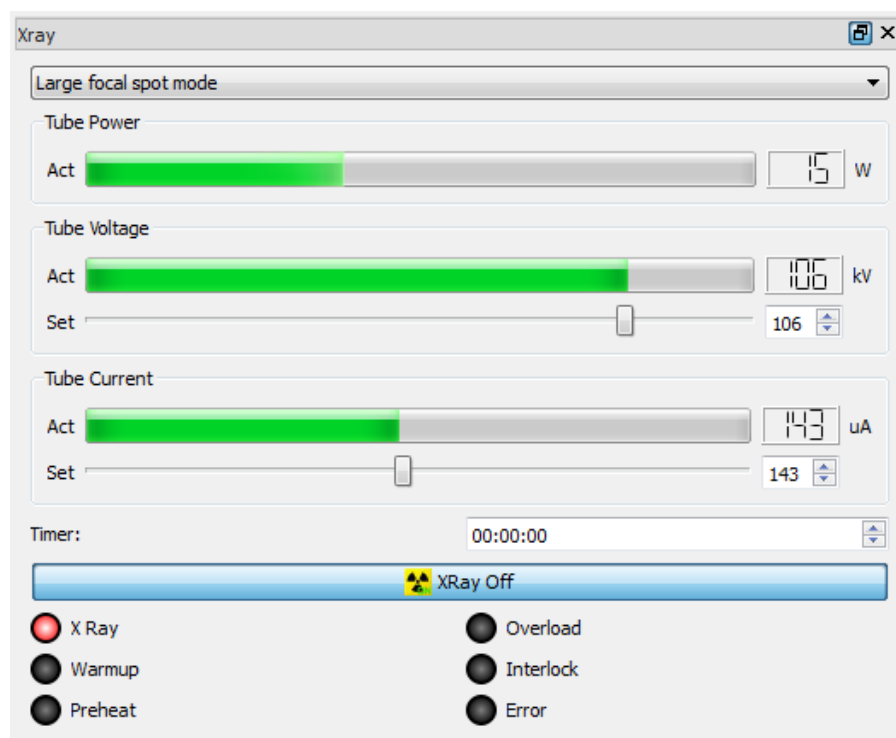 Xray
Large focal spot mode
Tube Power
Act 15 W
Tube Voltage
Act 106 kV
Set 106
Tube Current
Act 143 uA
Set 143
Timer: 00:00:00
XRay Off
X Ray Overload
Warmup Interlock
Preheat Error